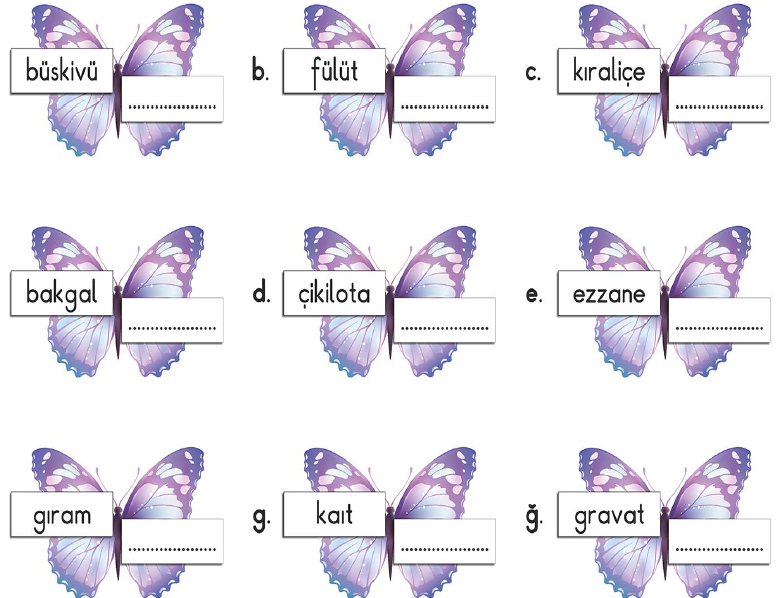 büskivü
b. fülüt
c. kıraliçe
bakgal
d. çikilota
e. ezzane
gıram
g. kaıt
ğ. gravat